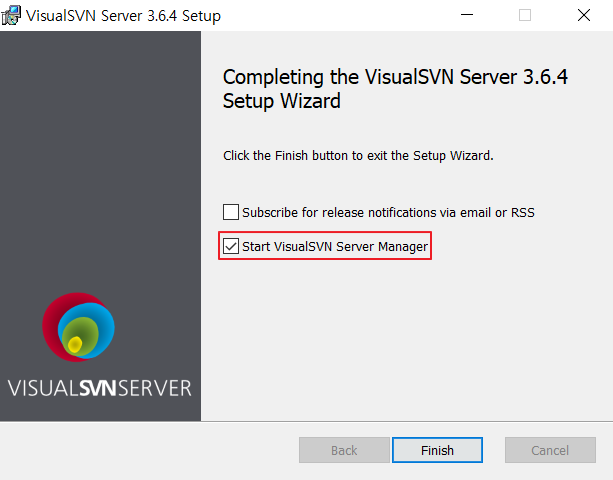 VisualSVN Server 3.6.4 Setup
Completing the VisualSVN Server 3.6.4
Setup Wizard
Click the Finish button to exit the Setup Wizard.
Subscribe for release notifications via email or RSS
Start VisualSVN Server Manager
VISUALSVNSERVER
Back
Finish
Cancel